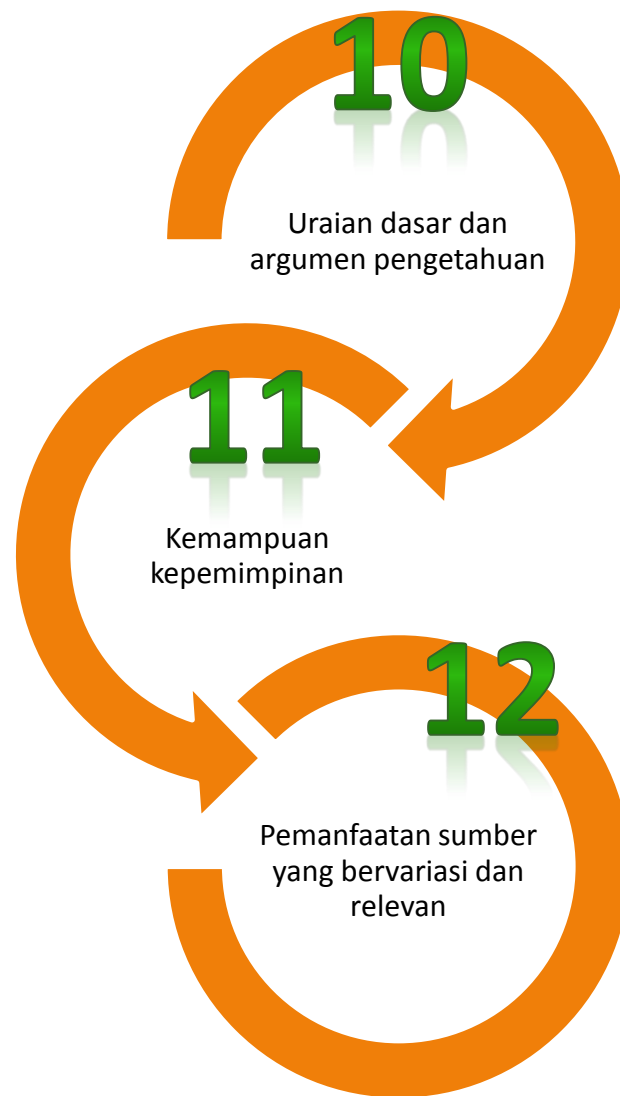 10
Uraian dasar dan
argumen pengetahuan
11
Kemampuan
kepemimpinan
12
Pemanfaatan sumber
yang bervariasi dan
relevan